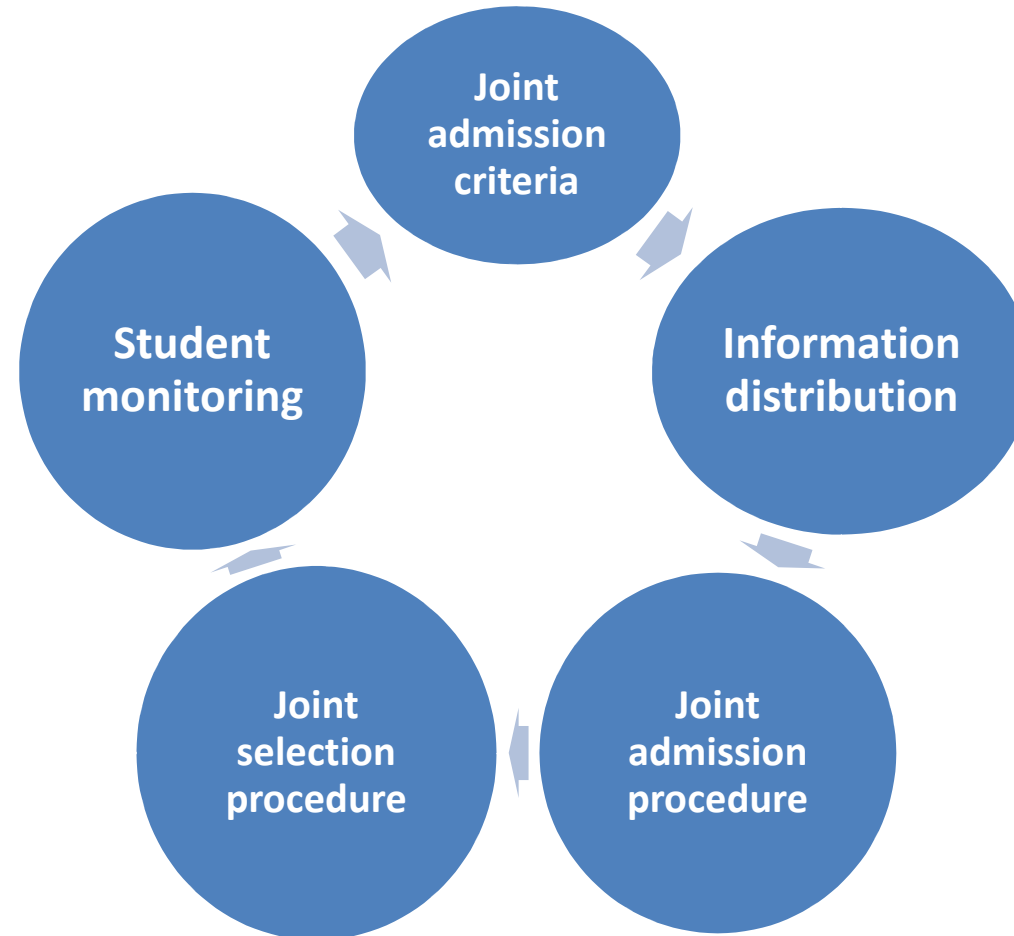 Joint
admission
criteria
Information
distribution
Joint
admission
procedure
Joint
selection
procedure
Student
monitoring